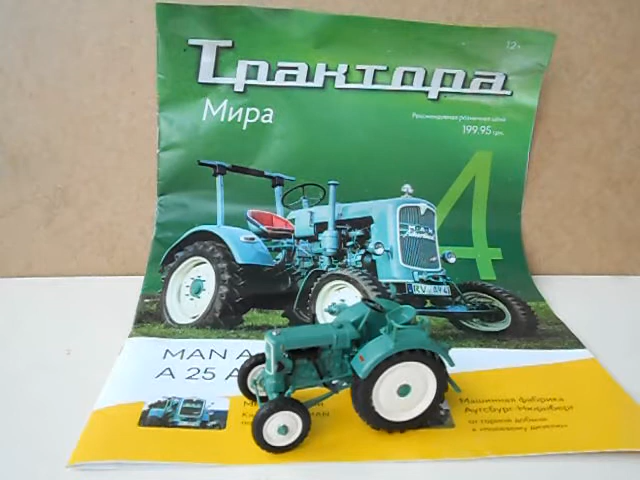 Трактора
Мира
12+
Рекомендуемая розничная цена
199.95 грн.
4
M·A·N
RV
MAN A
A 25 A
Машинная фабрика
Аугсбург-Нюрнберг